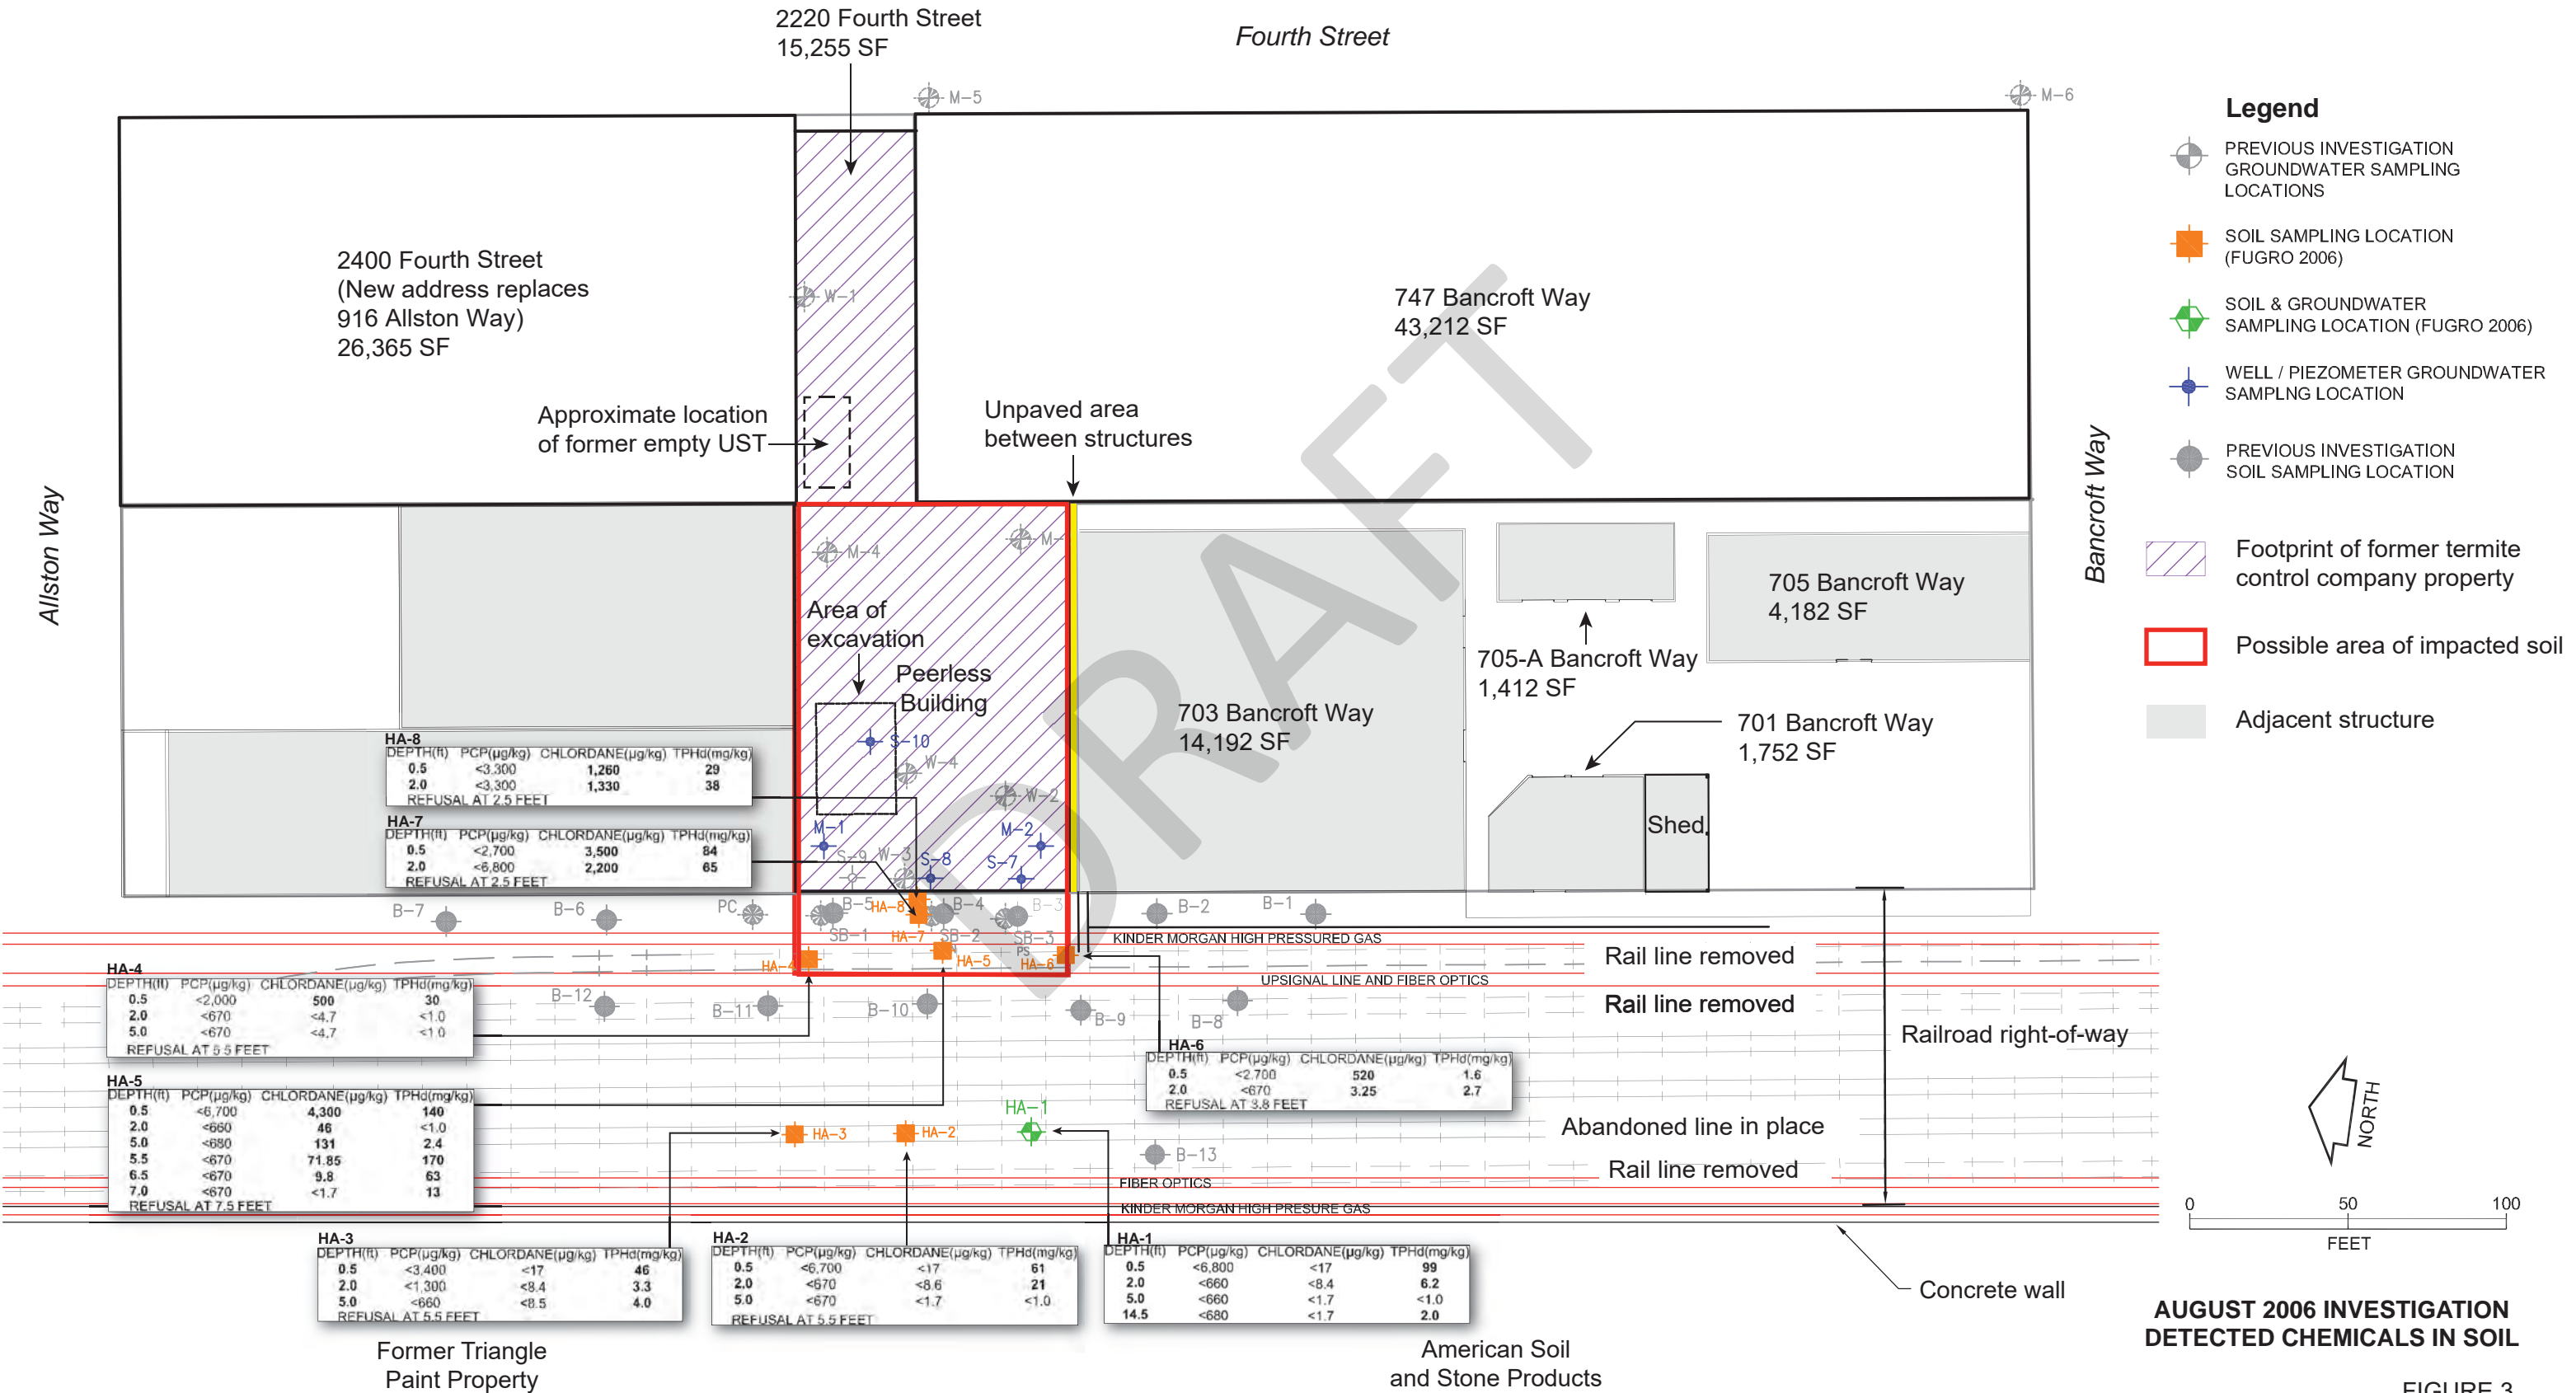 2220 Fourth Street
15,255 SF
Fourth Street
M-5
M-6
Legend
PREVIOUS INVESTIGATION
GROUNDWATER SAMPLING
LOCATIONS
SOIL SAMPLING LOCATION
(FUGRO 2006)
SOIL & GROUNDWATER
SAMPLING LOCATION (FUGRO 2006)
WELL / PIEZOMETER GROUNDWATER
SAMPLNG LOCATION
PREVIOUS INVESTIGATION
SOIL SAMPLING LOCATION
Footprint of former termite
control company property
Possible area of impacted soil
Adjacent structure
2400 Fourth Street
(New address replaces
916 Allston Way)
26,365 SF
W-1
747 Bancroft Way
43,212 SF
Approximate location
of former empty UST
Unpaved area
between structures
Allston Way
Bancroft Way
DRAFT
M-4
M-
Area of
excavation
Peerless
Building
S-10
W-4
W-2
M-1
M-2
S-9
W-3
S-8
S-7
703 Bancroft Way
14,192 SF
705-A Bancroft Way
1,412 SF
705 Bancroft Way
4,182 SF
701 Bancroft Way
1,752 SF
Shed
HA-8
DEPTH(ft) PCP(µg/kg) CHLORDANE(µg/kg) TPHd(mg/kg)
0.5 <3,300 1,260 29
2.0 <3,300 1,330 38
REFUSAL AT 2.5 FEET
HA-7
DEPTH(ft) PCP(µg/kg) CHLORDANE(µg/kg) TPHd(mg/kg)
0.5 <2,700 3,500 84
2.0 <6,800 2,200 65
REFUSAL AT 2.5 FEET
B-7
B-6
PC
B-5
HA-8
B-4
B-3
B-2
B-1
SB-1
HA-7
SB-2
SB-3
PS
HA-4
HA-5
HA-6
KINDER MORGAN HIGH PRESSURED GAS
Rail line removed
UPSIGNAL LINE AND FIBER OPTICS
Rail line removed
B-12
B-11
B-10
B-9
B-8
Railroad right-of-way
HA-4
DEPTH(ft) PCP(µg/kg) CHLORDANE(µg/kg) TPHd(mg/kg)
0.5 <2,000 500 30
2.0 <670 <4.7 <1.0
5.0 <670 <4.7 <1.0
REFUSAL AT 5.5 FEET
HA-5
DEPTH(ft) PCP(µg/kg) CHLORDANE(µg/kg) TPHd(mg/kg)
0.5 <6,700 4,300 140
2.0 <660 46 <1.0
5.0 <680 131 2.4
5.5 <670 71.85 170
6.5 <670 9.8 63
7.0 <670 <1.7 13
REFUSAL AT 7.5 FEET
HA-6
DEPTH(ft) PCP(µg/kg) CHLORDANE(µg/kg) TPHd(mg/kg)
0.5 <2.700 520 1.6
2.0 <670 3.25 2.7
REFUSAL AT 3.8 FEET
HA-3
HA-2
HA-1
B-13
Abandoned line in place
Rail line removed
FIBER OPTICS
KINDER MORGAN HIGH PRESURE GAS
NORTH
0 50 100
FEET
HA-3
DEPTH(ft) PCP(µg/kg) CHLORDANE(µg/kg) TPHd(mg/kg)
0.5 <3,400 <17 46
2.0 <1,300 <8.4 3.3
5.0 <660 <8.5 4.0
REFUSAL AT 5.5 FEET
HA-2
DEPTH(ft) PCP(µg/kg) CHLORDANE(µg/kg) TPHd(mg/kg)
0.5 <6,700 <17 61
2.0 <670 <8.6 21
5.0 <670 <1.7 <1.0
REFUSAL AT 5.5 FEET
HA-1
DEPTH(ft) PCP(µg/kg) CHLORDANE(µg/kg) TPHd(mg/kg)
0.5 <6,800 <17 99
2.0 <660 <8.4 6.2
5.0 <660 <1.7 <1.0
14.5 <680 <1.7 2.0
Concrete wall
Former Triangle
Paint Property
American Soil
and Stone Products
AUGUST 2006 INVESTIGATION
DETECTED CHEMICALS IN SOIL
FIGURE 3